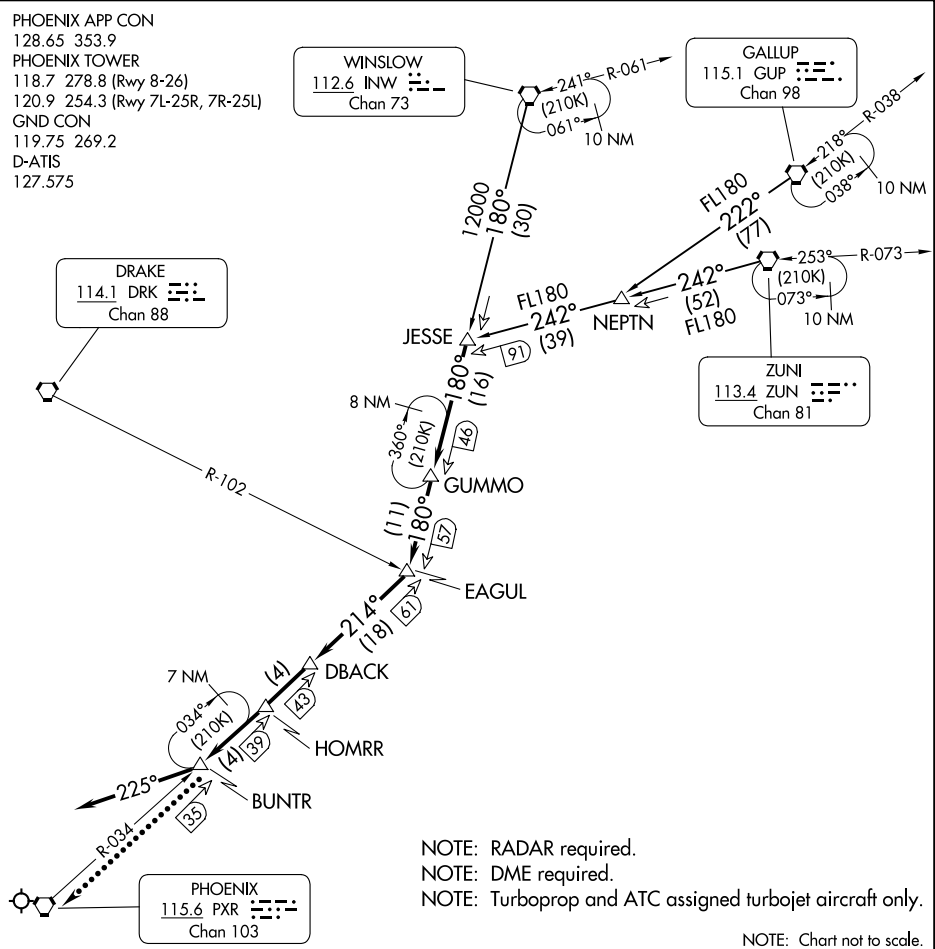 PHOENIX APP CON
128.65 353.9
PHOENIX TOWER
118.7 278.8 (Rwy 8-26)
120.9 254.3 (Rwy 7L-25R, 7R-25L)
GND CON
119.75 269.2
D-ATIS
127.575
WINSLOW
112.6 INW
Chan 73
241°
R-061
(210K)
061°
10 NM
GALLUP
115.1 GUP
Chan 98
R-038
218°
(210K)
038°
10 NM
12000
180°
(30)
FL180
222°
(77)
253°
R-073
(210K)
073°
10 NM
242°
(52)
FL180
NEPTN
FL180
242°
(39)
91
DRAKE
114.1 DRK
Chan 88
ZUNI
113.4 ZUN
Chan 81
JESSE
180°
(16)
8 NM
360°
(210K)
46
GUMMO
R-102
(11)
180°
57
EAGUL
214°
(18)
61
DBACK
(4)
43
7 NM
034°
(210K)
HOMRR
(4)
39
BUNTR
225°
35
R-034
PHOENIX
115.6 PXR
Chan 103
NOTE: RADAR required.
NOTE: DME required.
NOTE: Turboprop and ATC assigned turbojet aircraft only.
NOTE: Chart not to scale.